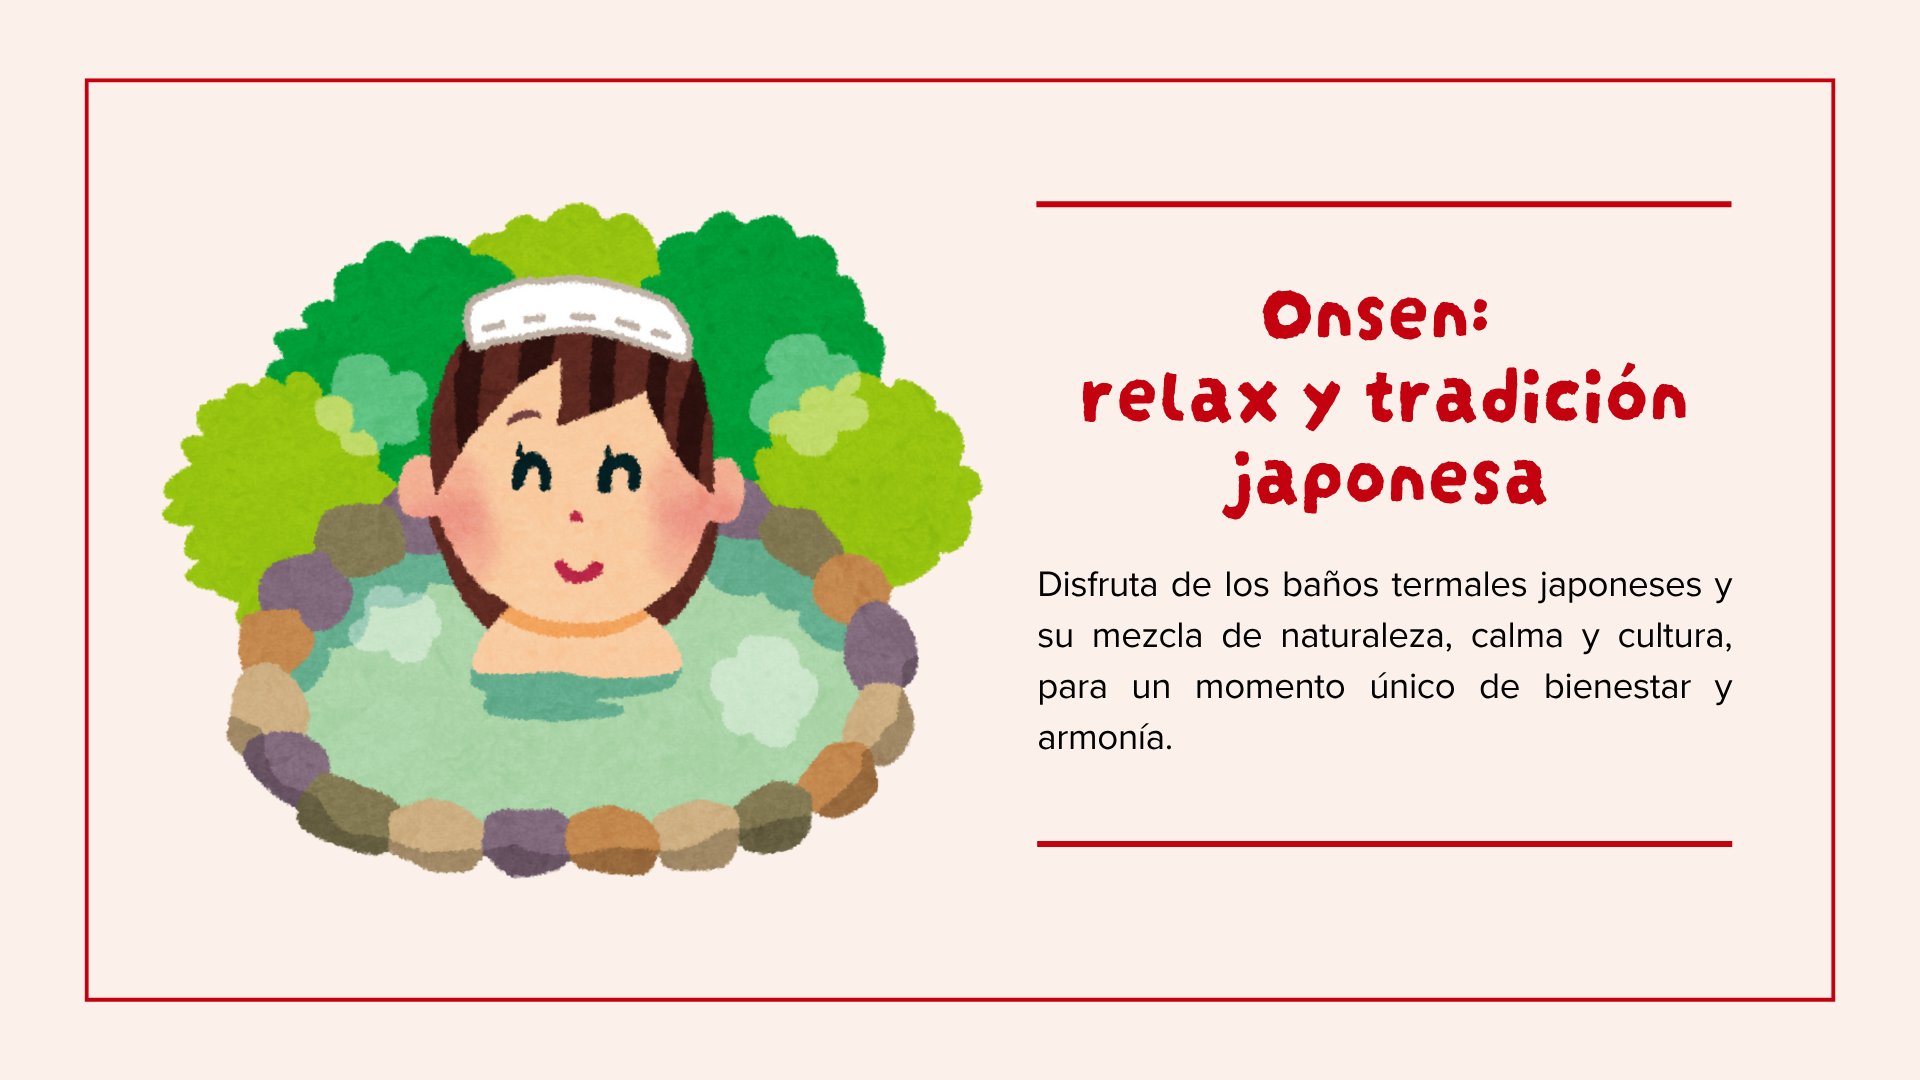 Onsen:
relax y tradición
japonesa
Disfruta de los baños termales japoneses y
su mezcla de naturaleza, calma y cultura,
para un momento único de bienestar y
armonía.